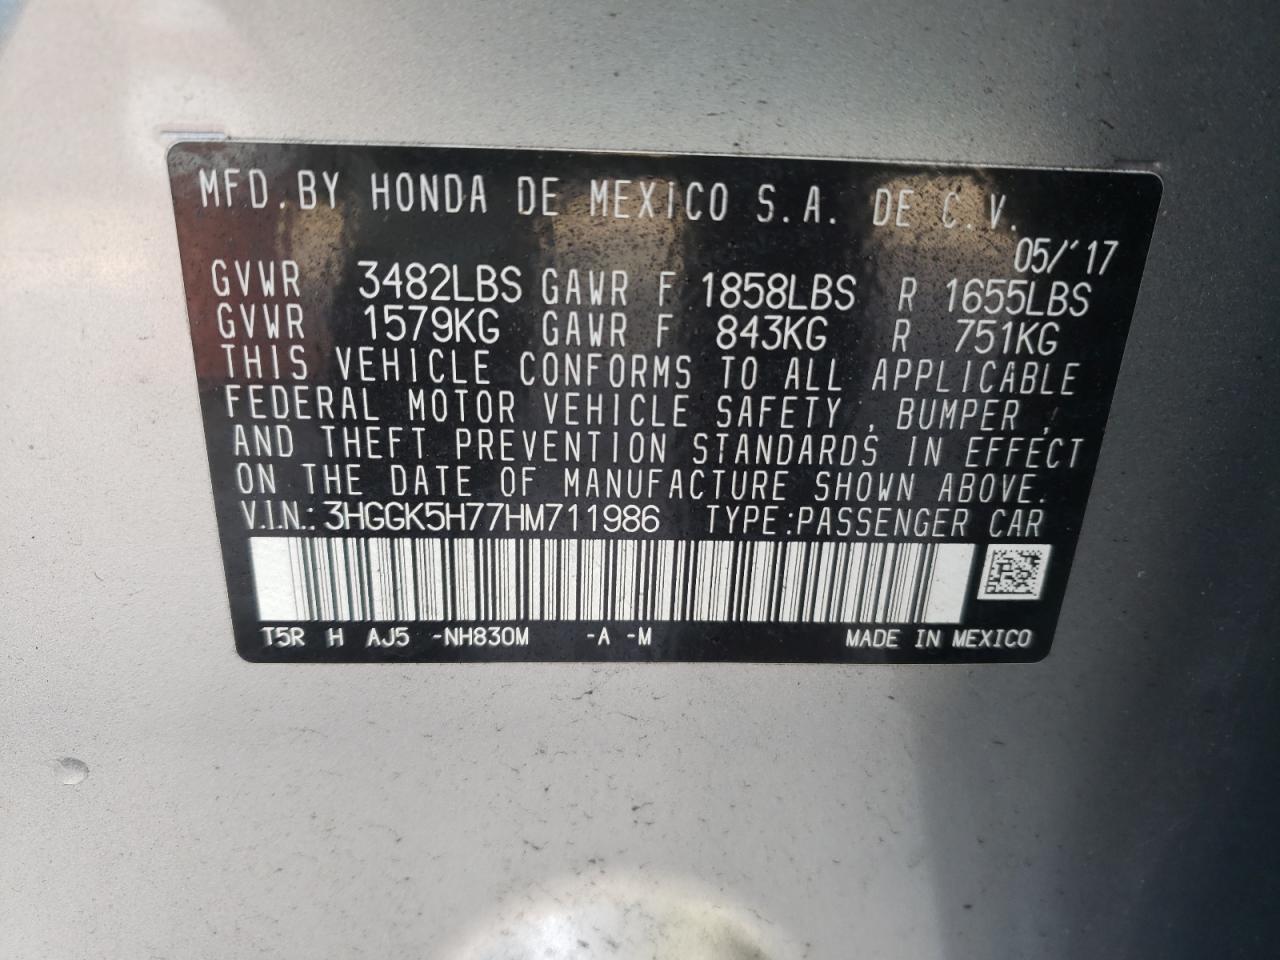 MFD. BY HONDA DE MEXICO S.A. DE C.V.
05/'17
GVWR 3482LBS GAWR F 1858LBS R 1655LBS
GVWR 1579KG GAWR F 843KG R 751KG
THIS VEHICLE CONFORMS TO ALL APPLICABLE
FEDERAL MOTOR VEHICLE SAFETY, BUMPER,
AND THEFT PREVENTION STANDARDS IN EFFECT
ON THE DATE OF MANUFACTURE SHOWN ABOVE.
V.I.N.: 3HGGK5H77HM711986 TYPE:PASSENGER CAR
T5R H AJ5 -NH830M -A -M MADE IN MEXICO